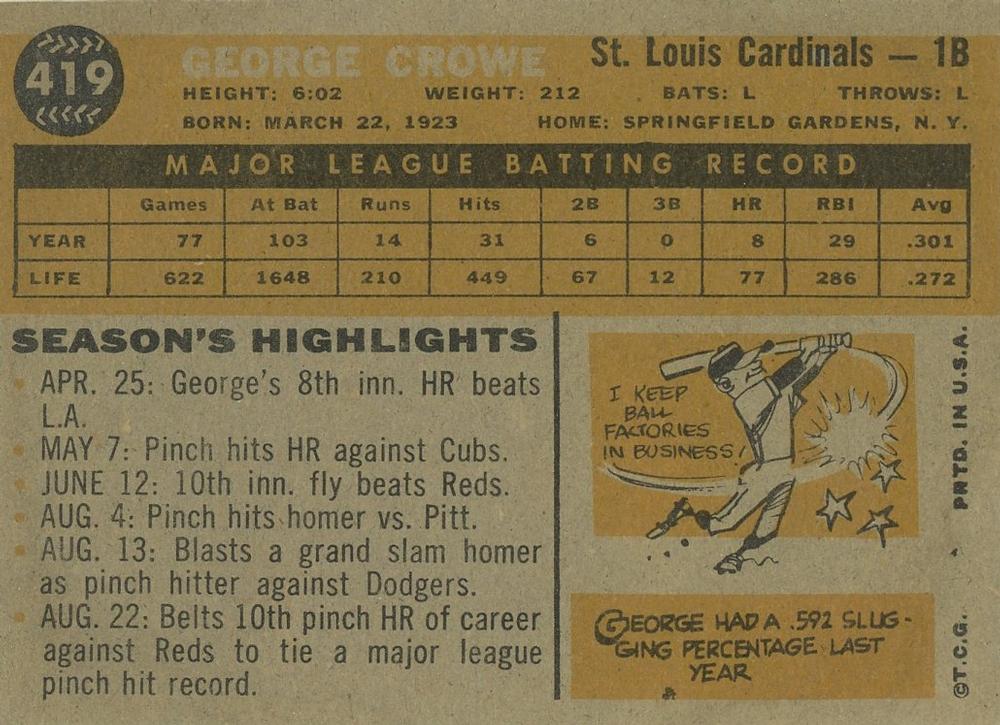 419
GEORGE CROWE St. Louis Cardinals — 1B
HEIGHT: 6:02 WEIGHT: 212 BATS: L THROWS: L
BORN: MARCH 22, 1923 HOME: SPRINGFIELD GARDENS, N. Y.
MAJOR LEAGUE BATTING RECORD
Games At Bat Runs Hits 2B 3B HR RBI Avg
YEAR 77 103 14 31 6 0 8 29 .301
LIFE 622 1648 210 449 67 12 77 286 .272
SEASON'S HIGHLIGHTS
APR. 25: George's 8th inn. HR beats
L.A.
MAY 7: Pinch hits HR against Cubs.
JUNE 12: 10th inn. fly beats Reds.
AUG. 4: Pinch hits homer vs. Pitt.
AUG. 13: Blasts a grand slam homer
as pinch hitter against Dodgers.
AUG. 22: Belts 10th pinch HR of career
against Reds to tie a major league
pinch hit record.
I KEEP
BALL
FACTORIES
IN BUSINESS!
GEORGE HAD A .592 SLUG-
GING PERCENTAGE LAST
YEAR
©T.C.G. PRTD. IN U.S.A.